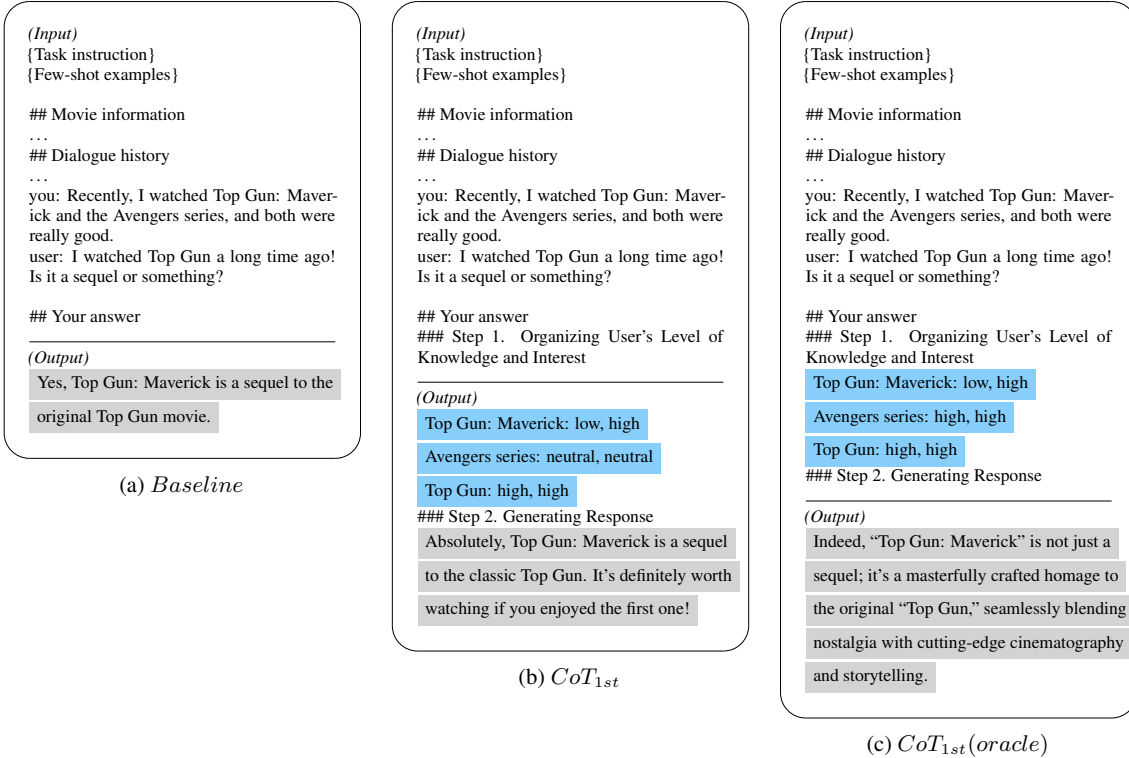 (Input)
{Task instruction}
{Few-shot examples}
## Movie information
...
## Dialogue history
...
you: Recently, I watched Top Gun: Maver-
ick and the Avengers series, and both were
really good.
user: I watched Top Gun a long time ago!
Is it a sequel or something?
## Your answer
(Output)
Yes, Top Gun: Maverick is a sequel to the
original Top Gun movie.
(a) Baseline
(Input)
{Task instruction}
{Few-shot examples}
## Movie information
...
## Dialogue history
...
you: Recently, I watched Top Gun: Maver-
ick and the Avengers series, and both were
really good.
user: I watched Top Gun a long time ago!
Is it a sequel or something?
## Your answer
### Step 1. Organizing User's Level of
Knowledge and Interest
(Output)
Top Gun: Maverick: low, high
Avengers series: neutral, neutral
Top Gun: high, high
### Step 2. Generating Response
Absolutely, Top Gun: Maverick is a sequel
to the classic Top Gun. It's definitely worth
watching if you enjoyed the first one!
(b) CoT1st
(Input)
{Task instruction}
{Few-shot examples}
## Movie information
...
## Dialogue history
...
you: Recently, I watched Top Gun: Maver-
ick and the Avengers series, and both were
really good.
user: I watched Top Gun a long time ago!
Is it a sequel or something?
## Your answer
### Step 1. Organizing User's Level of
Knowledge and Interest
Top Gun: Maverick: low, high
Avengers series: high, high
Top Gun: high, high
### Step 2. Generating Response
(Output)
Indeed, “Top Gun: Maverick” is not just a
sequel; it's a masterfully crafted homage to
the original “Top Gun,” seamlessly blending
nostalgia with cutting-edge cinematography
and storytelling.
(c) CoT1st(oracle)